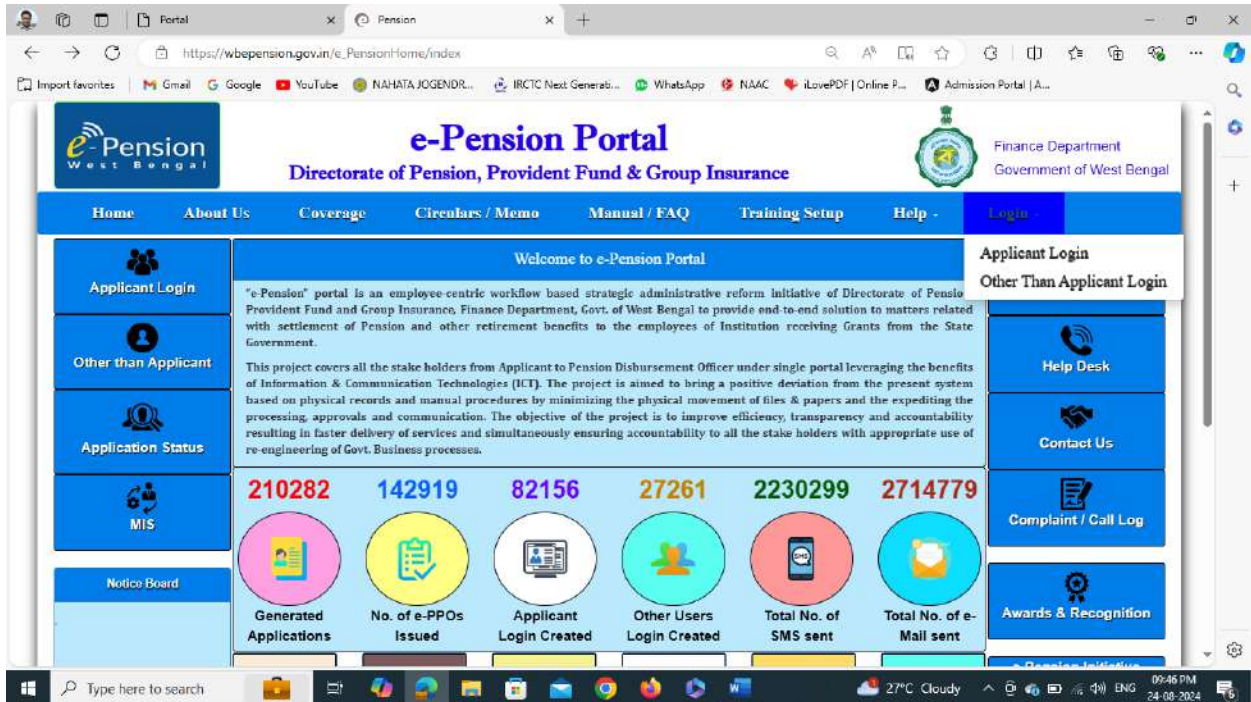 Portal
Pension
https://wbepension.gov.in/e_PensionHome/index
Import favorites
Gmail
Google
YouTube
NAHATA JOGENDR...
IRCTC Next Generati...
WhatsApp
NAAC
iLovePDF | Online P...
Admission Portal | A...
e-Pension
West Bengal
e-Pension Portal
Directorate of Pension, Provident Fund & Group Insurance
Finance Department
Government of West Bengal
Home
About Us
Coverage
Circulars / Memo
Manual / FAQ
Training Setup
Help -
Login -
Applicant Login
Other Than Applicant Login
Applicant Login
Other than Applicant
Application Status
MIS
Notice Board
Welcome to e-Pension Portal
"e-Pension" portal is an employee-centric workflow based strategic administrative reform initiative of Directorate of Pensio
Provident Fund and Group Insurance, Finance Department, Govt. of West Bengal to provide end-to-end solution to matters related
with settlement of Pension and other retirement benefits to the employees of Institution receiving Grants from the State
Government.
This project covers all the stake holders from Applicant to Pension Disbursement Officer under single portal leveraging the benefits
of Information & Communication Technologies (ICT). The project is aimed to bring a positive deviation from the present system
based on physical records and manual procedures by minimizing the physical movement of files & papers and the expediting the
processing, approvals and communication. The objective of the project is to improve efficiency, transparency and accountability
resulting in faster delivery of services and simultaneously ensuring accountability to all the stake holders with appropriate use of
re-engineering of Govt. Business processes.
210282
142919
82156
27261
2230299
2714779
SMS
Generated
Applications
No. of e-PPOs
Issued
Applicant
Login Created
Other Users
Login Created
Total No. of
SMS sent
Total No. of e-
Mail sent
Help Desk
Contact Us
Complaint / Call Log
Awards & Recognition
e-Pension Initiative
Type here to search
27°C Cloudy
ENG
09:46 PM
24-08-2024